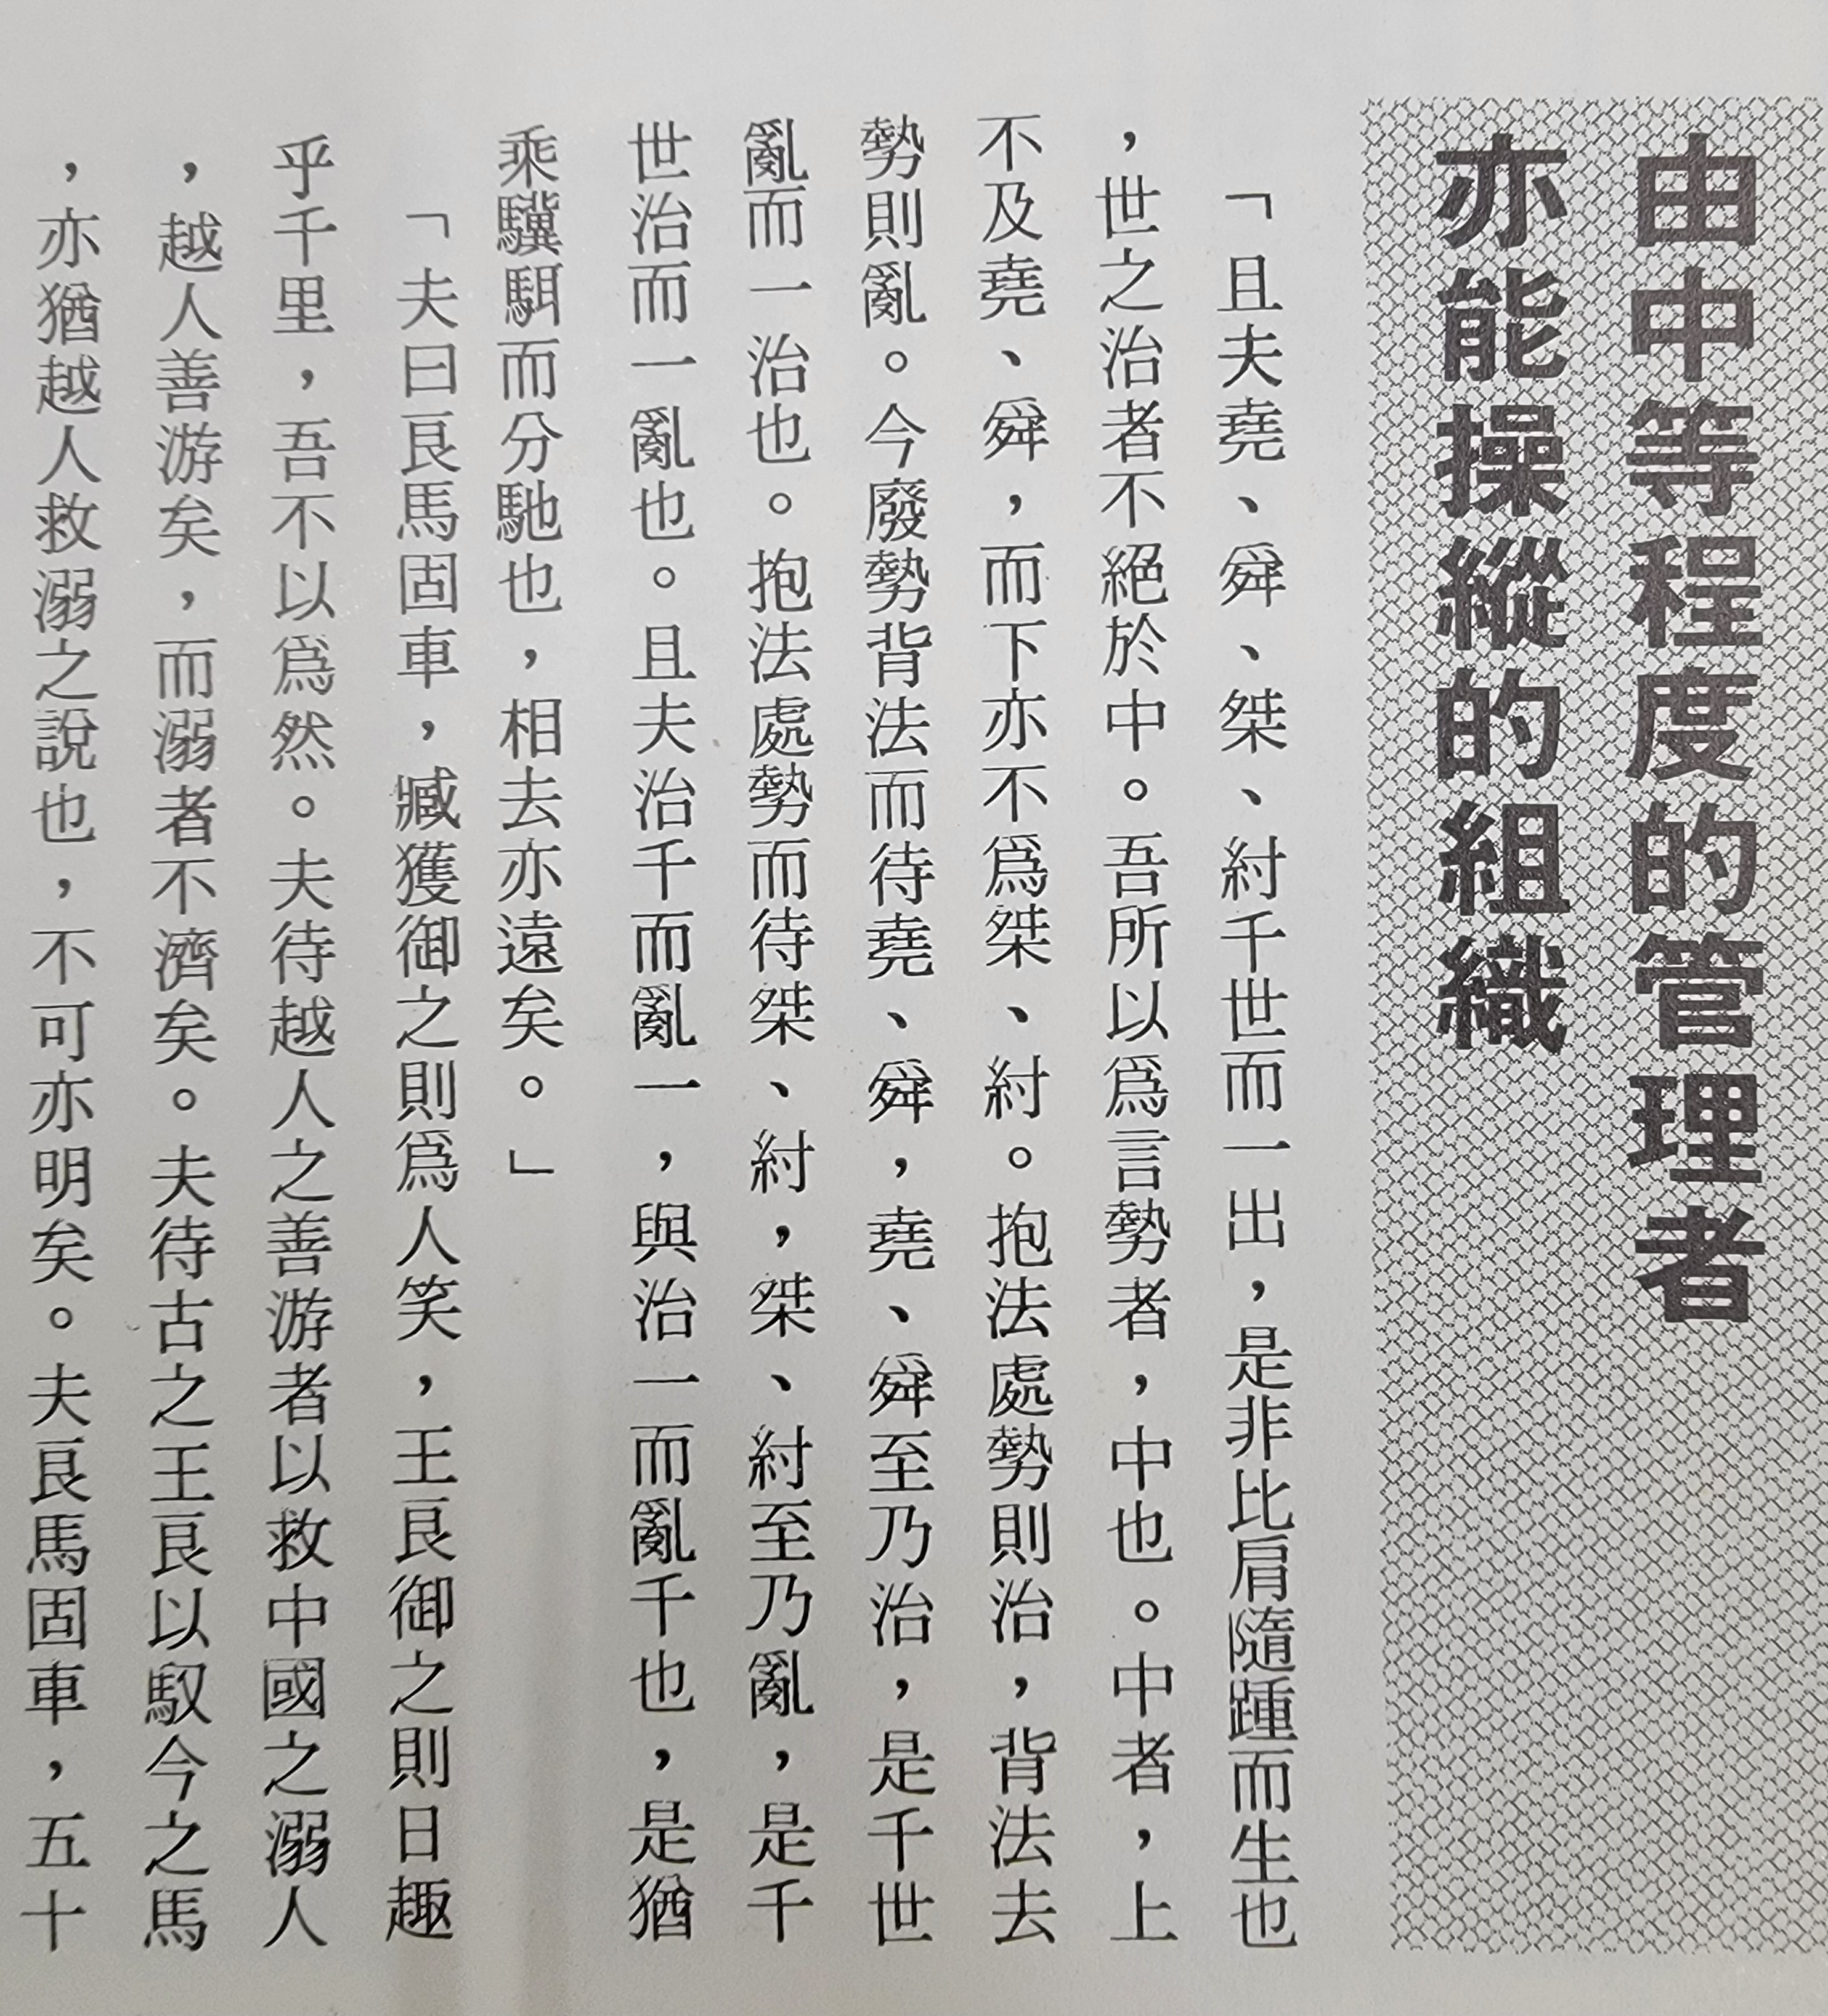 由中等程度的管理者
亦能操縱的組織
「且夫堯、舜、桀、紂千世而一出，是非比肩隨踵而生也
，世之治者不絕於中。吾所以爲言勢者，中也。中者，上
不及堯、舜，而下亦不爲桀、紂。抱法處勢則治，背法去
勢則亂。今廢勢背法而待堯、舜，堯、舜至乃治，是千世
亂而一治也。抱法處勢而待桀、紂，桀、紂至乃亂，是千
世治而一亂也。且夫治千而亂一，與治一而亂千也，是猶
乘驥駬而分馳也，相去亦遠矣。」
「夫曰良馬固車，臧獲御之則爲人笑，王良御之則日趣
乎千里，吾不以爲然。夫待越人之善游者以救中國之溺人
，越人善游矣，而溺者不濟矣。夫待古之王良以馭今之馬
，亦猶越人救溺之說也，不可亦明矣。夫良馬固車，五十